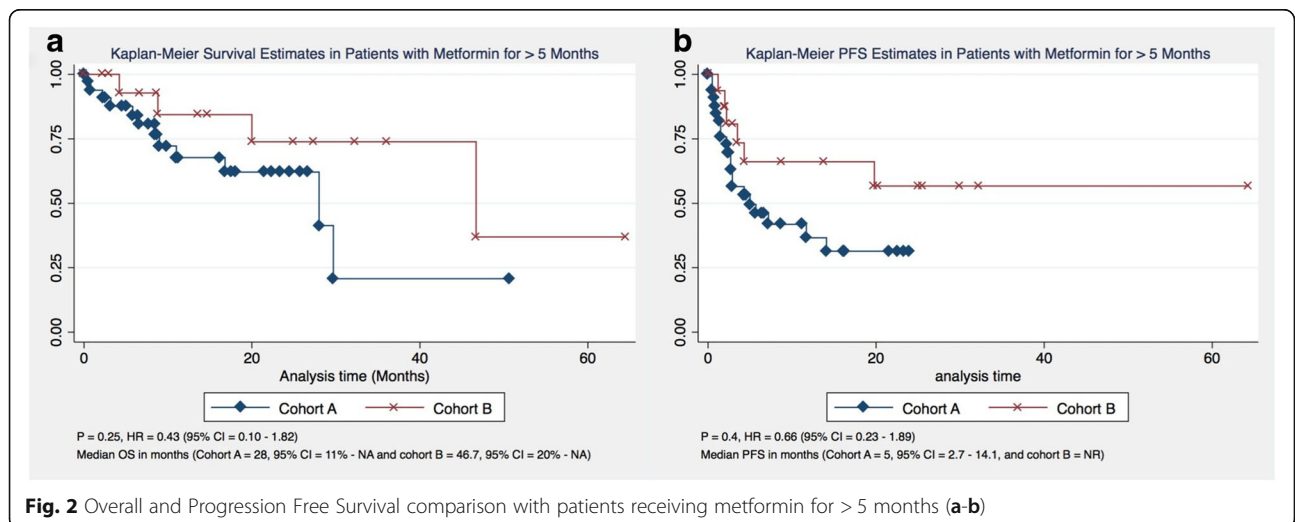 a
Kaplan-Meier Survival Estimates in Patients with Metformin for > 5 Months
1.00
0.75
0.50
0.25
0.00
0 20 40 60
Analysis time (Months)
Cohort A Cohort B
P = 0.25, HR = 0.43 (95% CI = 0.10 - 1.82)
Median OS in months (Cohort A = 28, 95% CI = 11% - NA and cohort B = 46.7, 95% CI = 20% - NA)
b
Kaplan-Meier PFS Estimates in Patients with Metformin for > 5 Months
1.00
0.75
0.50
0.25
0.00
0 20 40 60
analysis time
Cohort A Cohort B
P = 0.4, HR = 0.66 (95% CI = 0.23 - 1.89)
Median PFS in months (Cohort A = 5, 95% CI = 2.7 - 14.1, and cohort B = NR)
Fig. 2 Overall and Progression Free Survival comparison with patients receiving metformin for > 5 months (a-b)